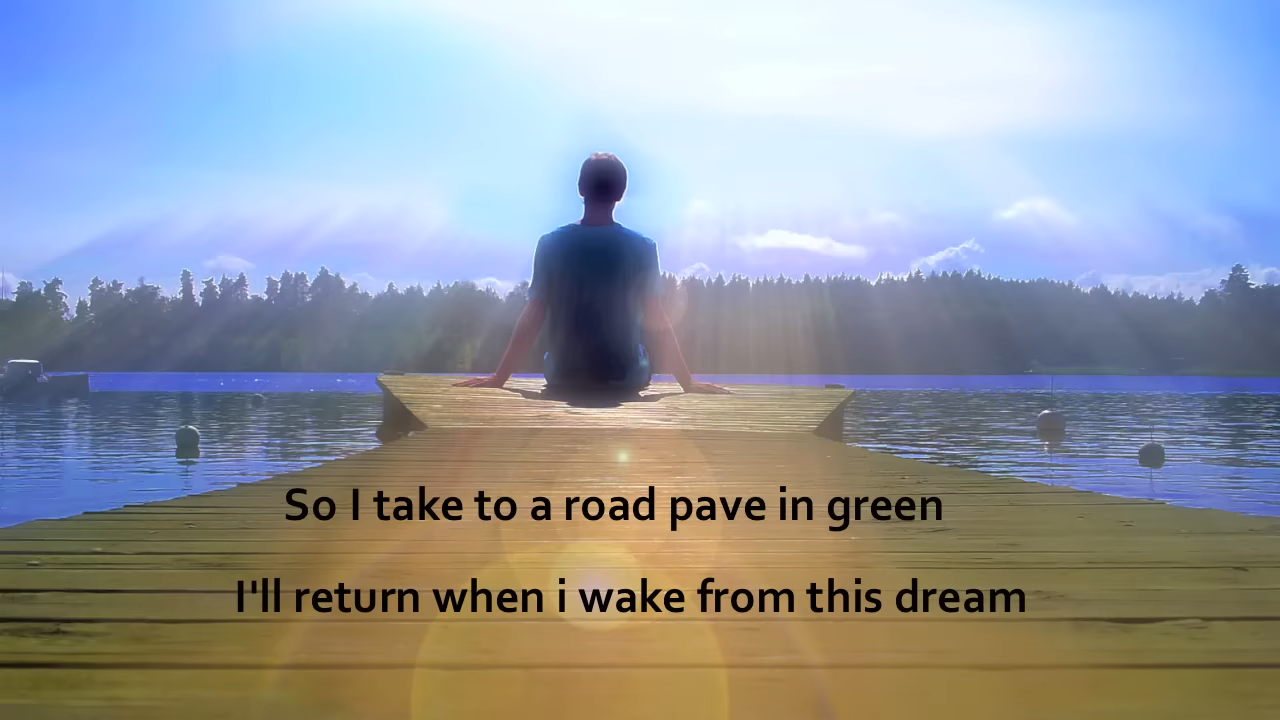 So I take to a road pave in green
I'll return when i wake from this dream